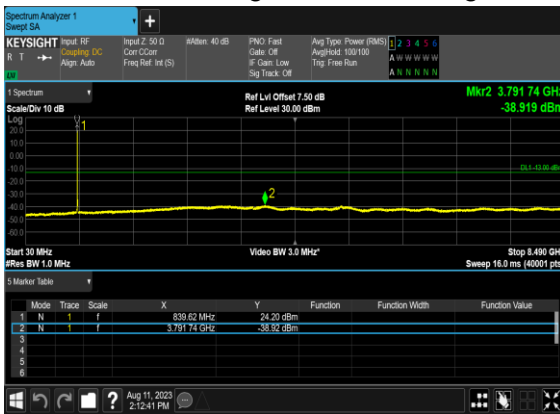 Spectrum Analyzer 1
Swept SA
+
KEYSIGHT Input: RF Input Z: 50 Ω #Atten: 40 dB PNO: Fast Avg Type: Power (RMS) 1 2 3 4 5 6
R T Coupling: DC Corr CCorr Gate: Off Avg|Hold: 100/100 A W W W W W
Align: Auto Freq Ref: Int (S) IF Gain: Low Trig: Free Run
Sig Track: Off A N N N N N
LV
1 Spectrum Ref Lvl Offset 7.50 dB Mkr2 3.791 74 GHz
Scale/Div 10 dB Ref Level 30.00 dBm -38.919 dBm
Log
20.0 1
10.0
0.00
-10.0 DL1 -13.00 dBm
-20.0
-30.0 2
-40.0
-50.0
-60.0
Start 30 MHz Video BW 3.0 MHz* Stop 8.490 GHz
#Res BW 1.0 MHz Sweep 16.0 ms (40001 pts)
5 Marker Table
Mode Trace Scale X Y Function Function Width Function Value
1 N 1 f 839.62 MHz 24.20 dBm
2 N 1 f 3.791 74 GHz -38.92 dBm
3
4
5
6
? Aug 11, 2023
2:12:41 PM